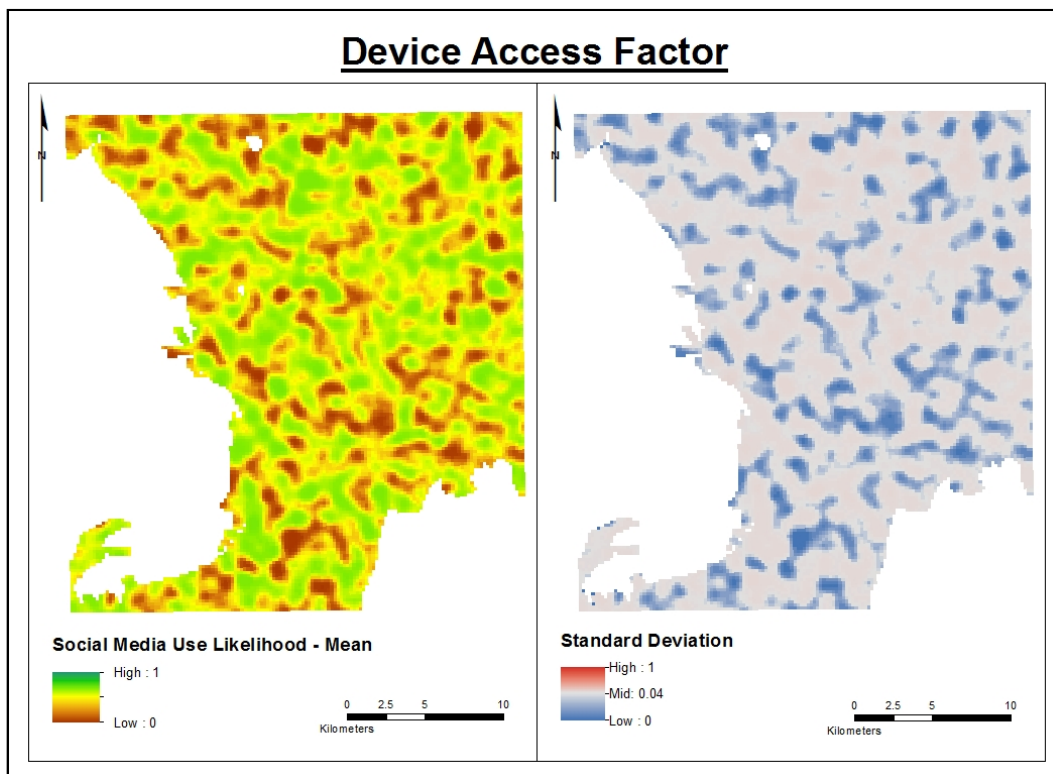 Device Access Factor
N
N
Social Media Use Likelihood - Mean
High : 1
Low : 0
0 2.5 5 10
Kilometers
Standard Deviation
High : 1
Mid: 0.04
Low : 0
0 2.5 5 10
Kilometers